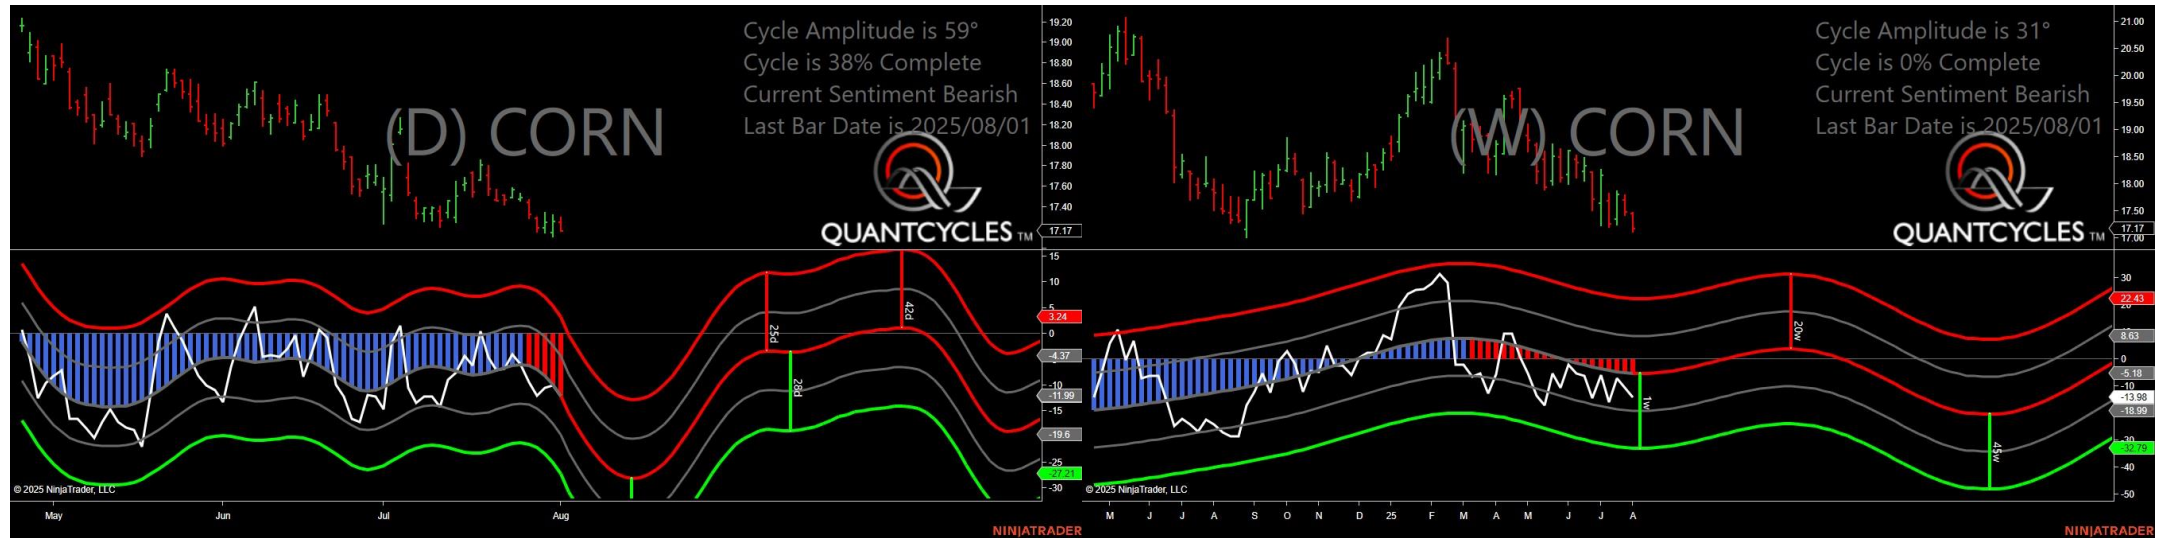 Cycle Amplitude is 59°
Cycle is 38% Complete
Current Sentiment Bearish
Last Bar Date is 2025/08/01
(D) CORN
QUANTCYCLES TM
19.20
19.00
18.80
18.60
18.40
18.20
18.00
17.80
17.60
17.40
17.17
15
10
5
3.24
0
-4.37
-10
-11.99
-15
-19.6
-25
-27.21
-30
25d
28d
42d
© 2025 NinjaTrader, LLC
May Jun Jul Aug
NINJATRADER
Cycle Amplitude is 31°
Cycle is 0% Complete
Current Sentiment Bearish
Last Bar Date is 2025/08/01
(W) CORN
QUANTCYCLES TM
21.00
20.50
20.00
19.50
19.00
18.50
18.00
17.50
17.17
17.00
30
22.43
8.63
0
-5.18
-10
-13.98
-18.99
-30
-32.79
-40
-50
1w
20w
45w
© 2025 NinjaTrader, LLC
M J J A S O N D 25 F M A M J J A
NINJATRADER